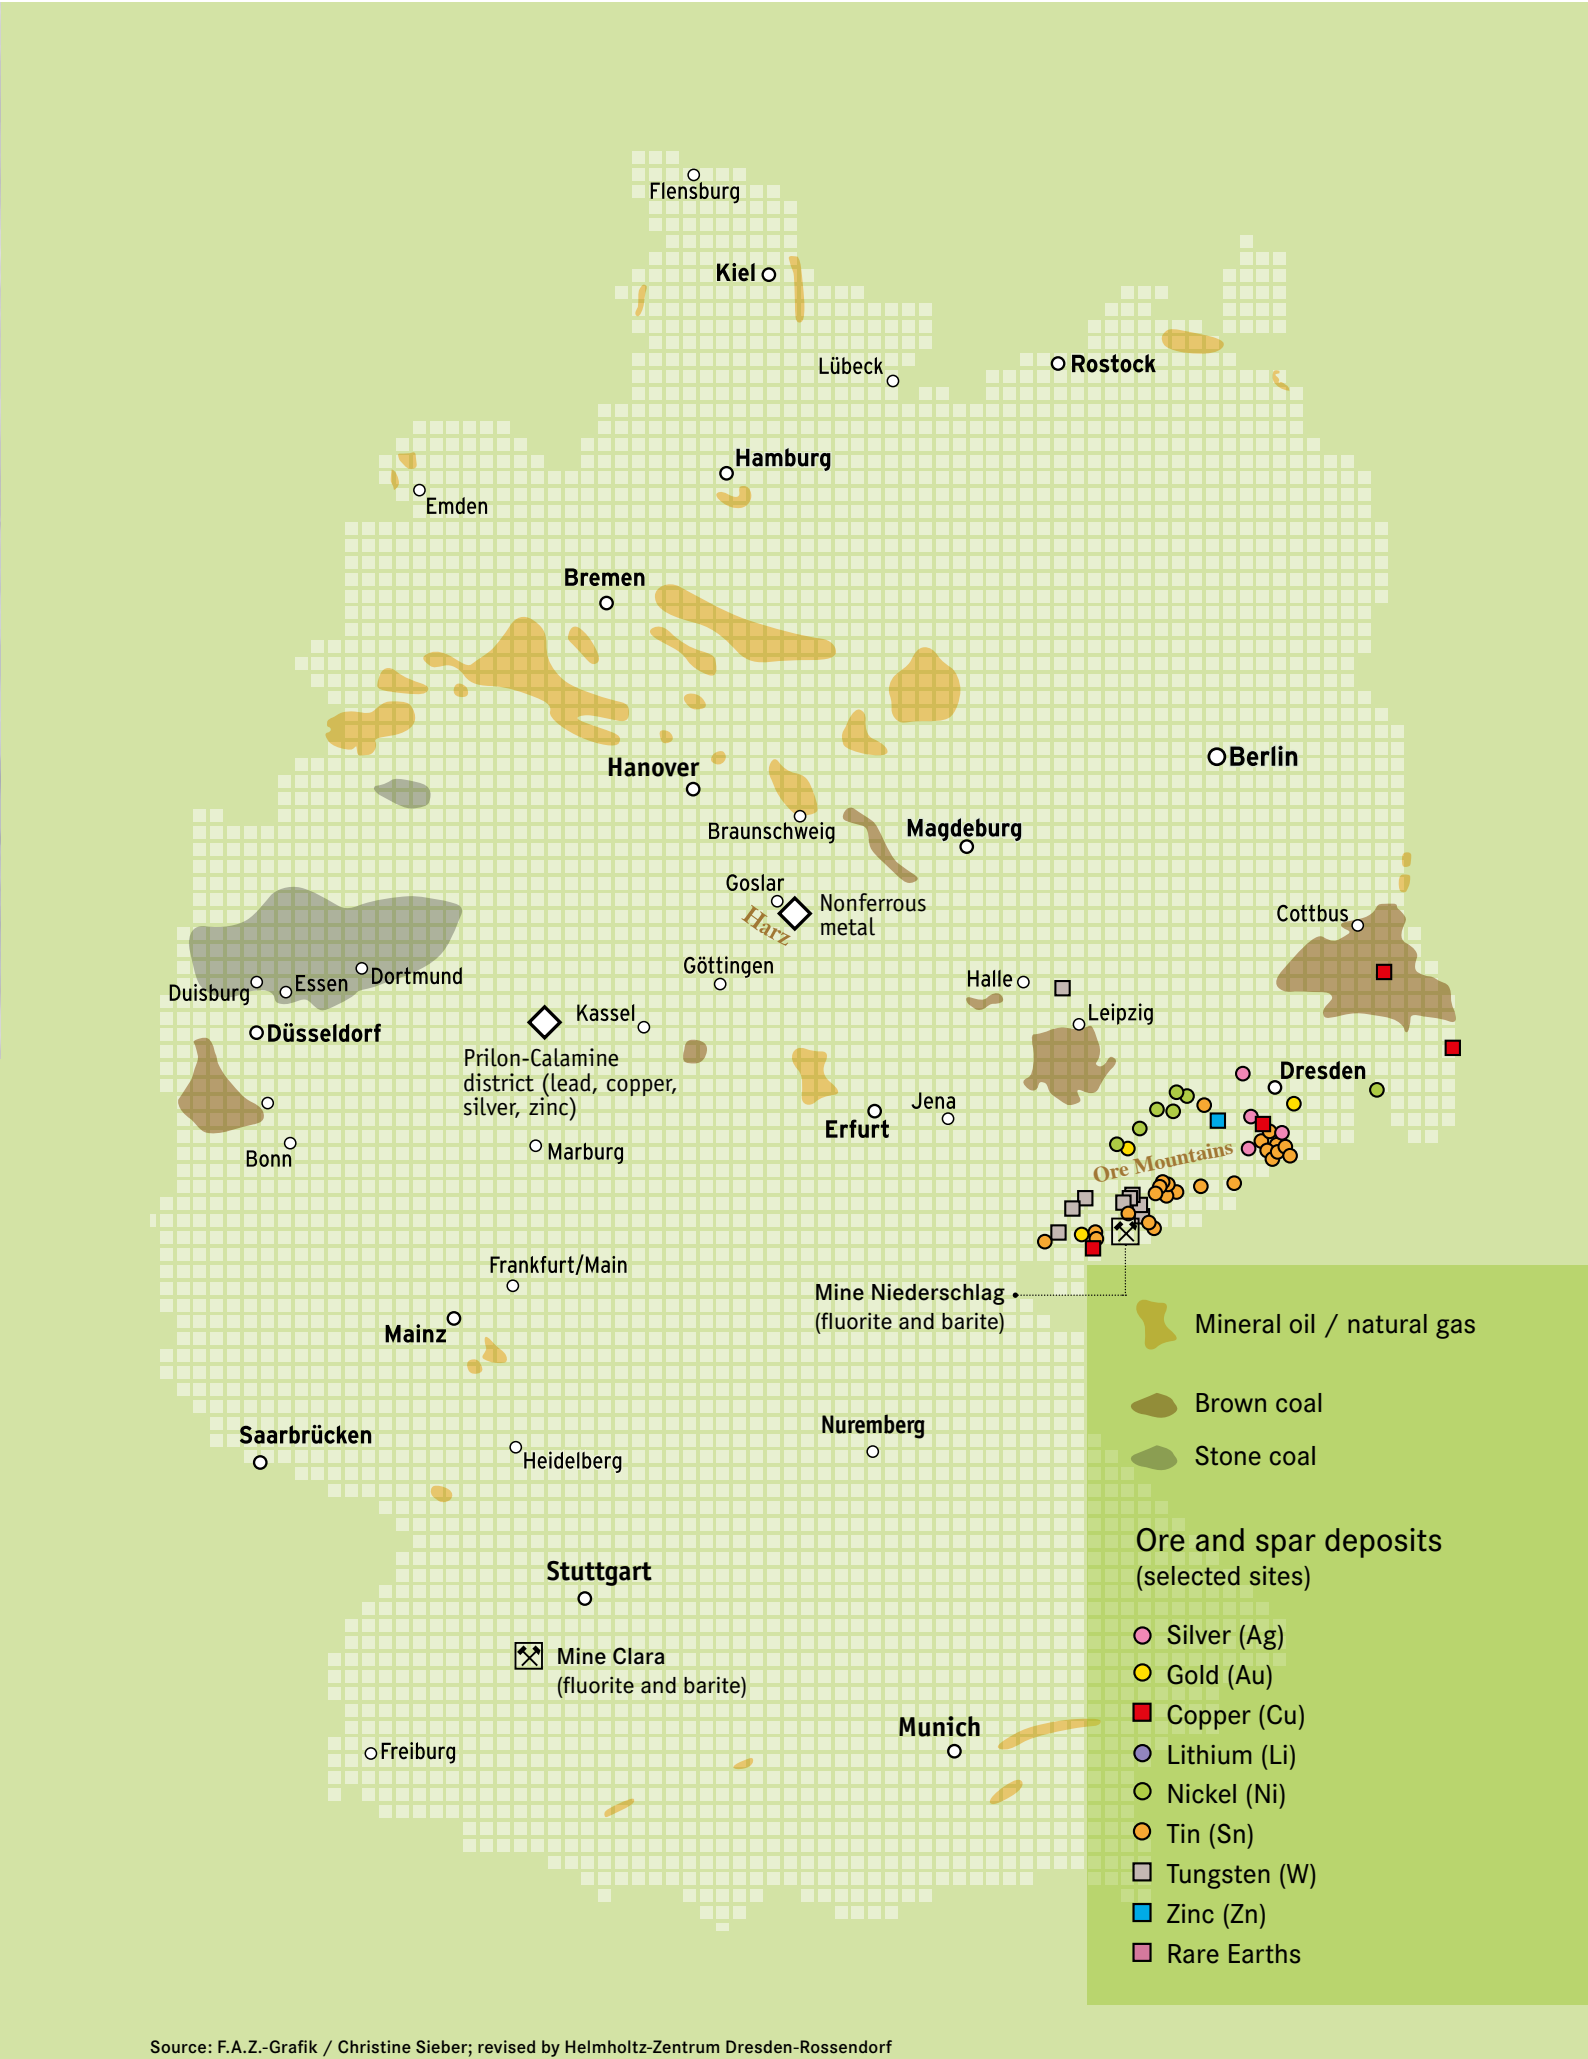 Flensburg
Kiel
Lübeck
Rostock
Hamburg
Emden
Bremen
Berlin
Hanover
Braunschweig
Magdeburg
Goslar
Nonferrous
metal
Harz
Cottbus
Göttingen
Halle
Dortmund
Essen
Duisburg
Kassel
Leipzig
Düsseldorf
Prilon-Calamine
district (lead, copper,
silver, zinc)
Dresden
Jena
Erfurt
Bonn
Marburg
Ore Mountains
Frankfurt/Main
Mine Niederschlag
(fluorite and barite)
Mainz
Mineral oil / natural gas
Brown coal
Stone coal
Saarbrücken
Nuremberg
Heidelberg
Ore and spar deposits
(selected sites)
Stuttgart
Mine Clara
(fluorite and barite)
Munich
Freiburg
Silver (Ag)
Gold (Au)
Copper (Cu)
Lithium (Li)
Nickel (Ni)
Tin (Sn)
Tungsten (W)
Zinc (Zn)
Rare Earths
Source: F.A.Z.-Grafik / Christine Sieber; revised by Helmholtz-Zentrum Dresden-Rossendorf